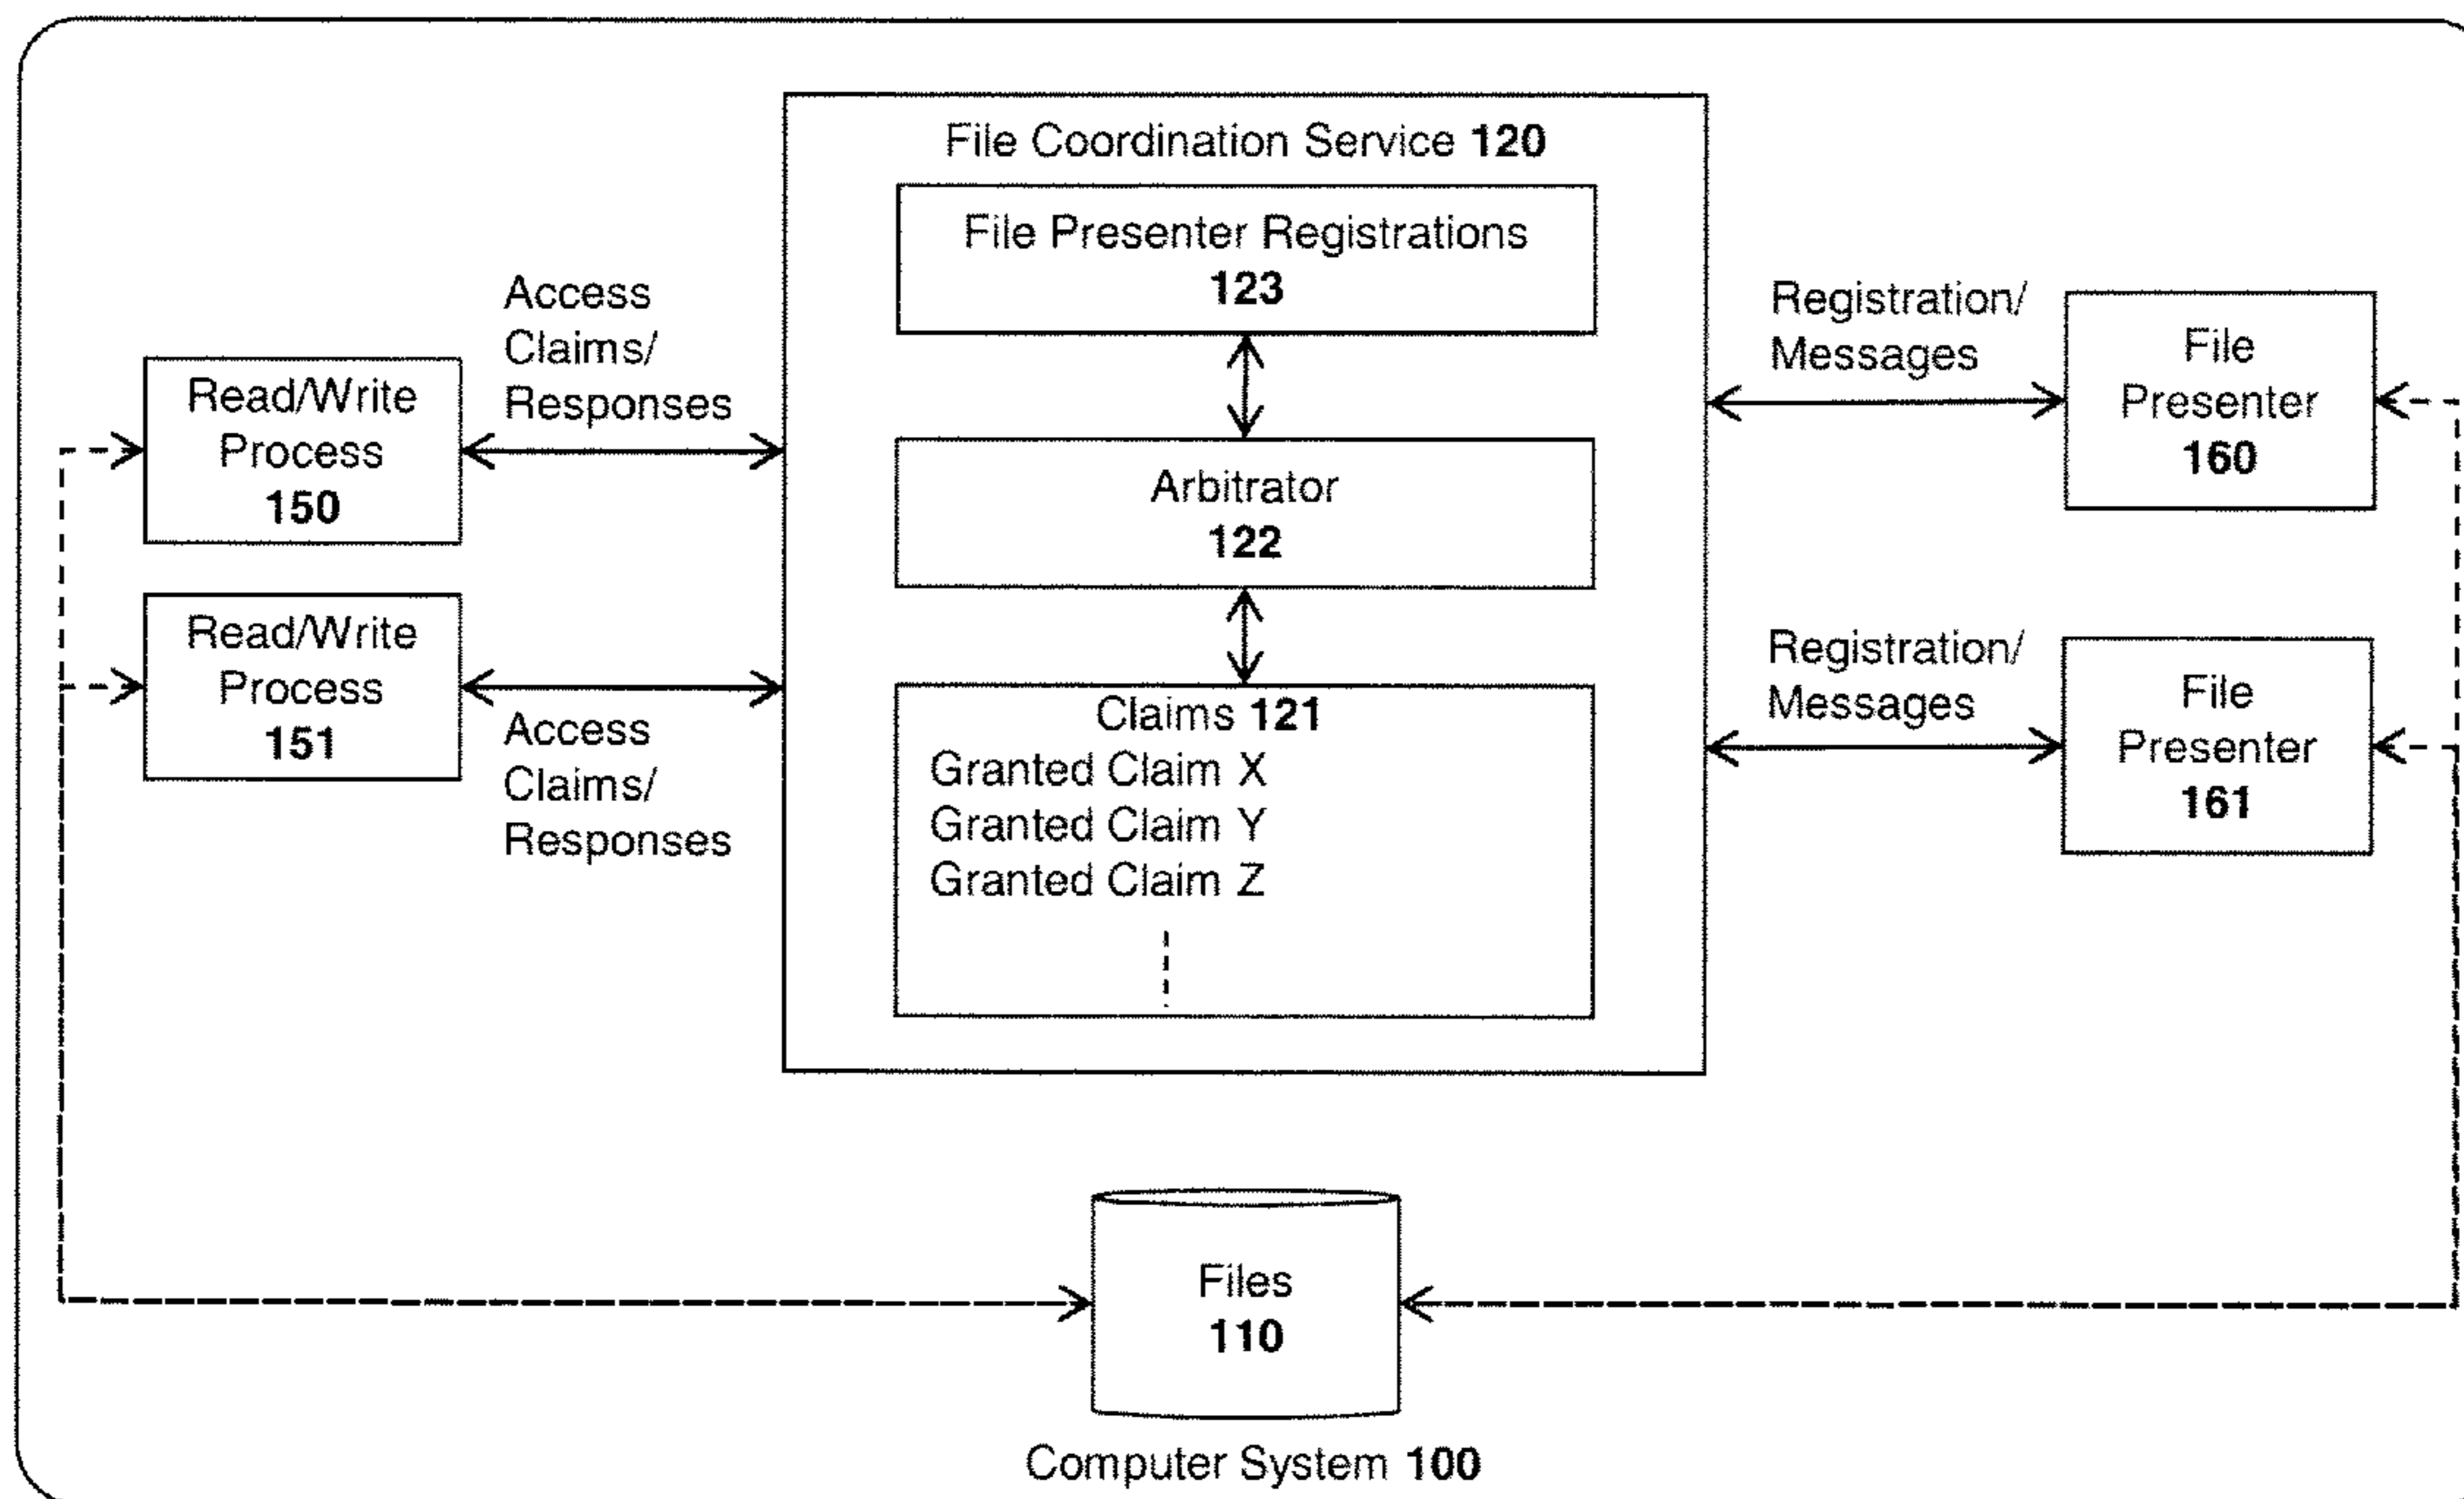 File Coordination Service 120
File Presenter Registrations
123
Arbitrator
122
Claims 121
Granted Claim X
Granted Claim Y
Granted Claim Z
Access
Claims/
Responses
Read/Write
Process
150
Read/Write
Process
151
Access
Claims/
Responses
Registration/
Messages
File
Presenter
160
Registration/
Messages
File
Presenter
161
Files
110
Computer System 100